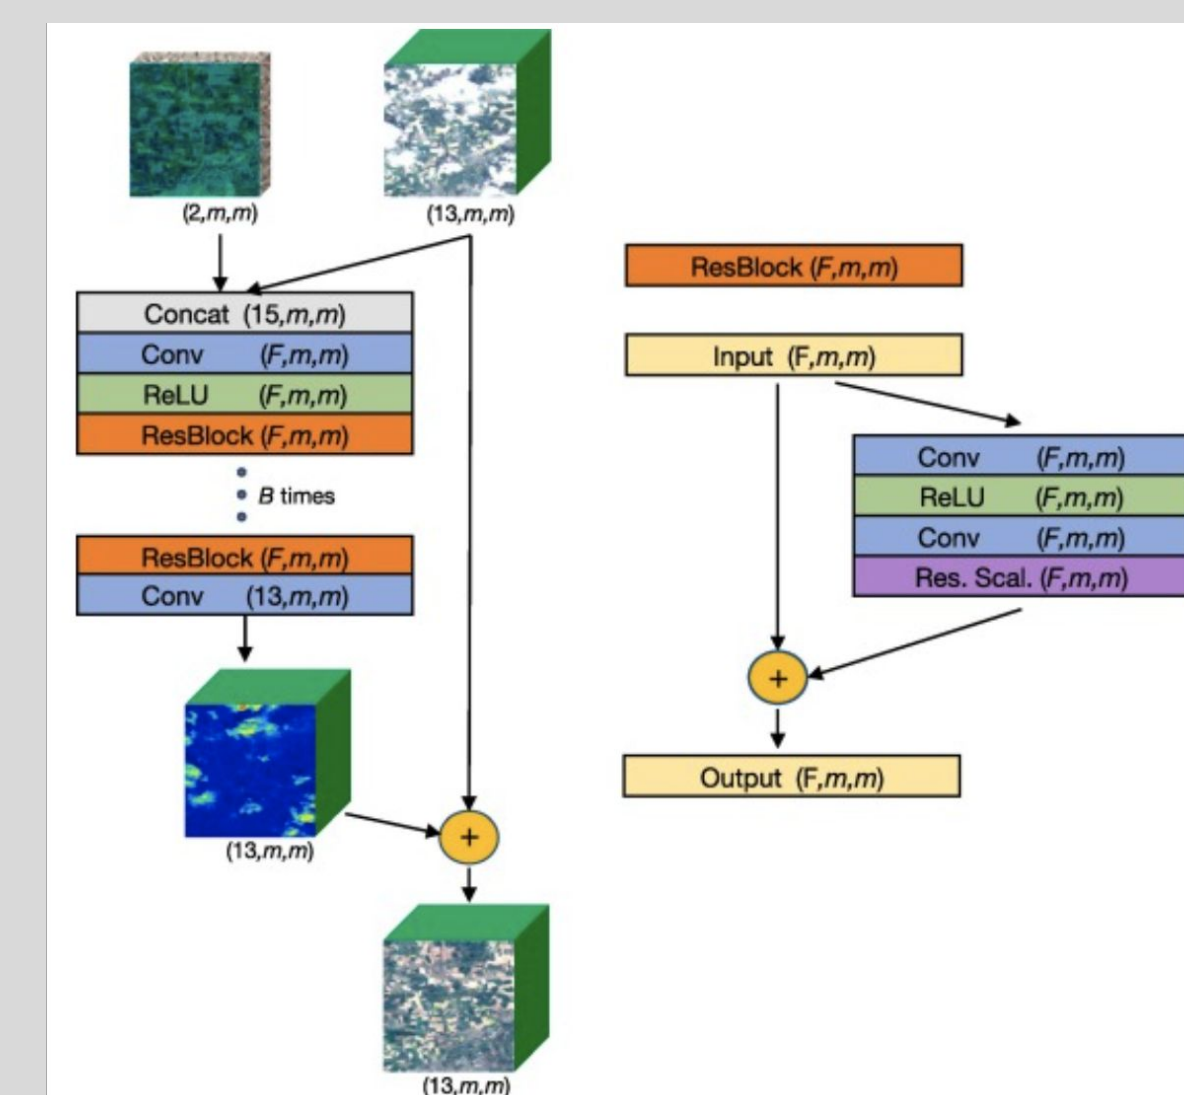 (2,m,m)
(13,m,m)
Concat (15,m,m)
Conv (F,m,m)
ReLU (F,m,m)
ResBlock (F,m,m)
B times
ResBlock (F,m,m)
Conv (13,m,m)
(13,m,m)
+
(13,m,m)
ResBlock (F,m,m)
Input (F,m,m)
Conv (F,m,m)
ReLU (F,m,m)
Conv (F,m,m)
Res. Scal. (F,m,m)
+
Output (F,m,m)